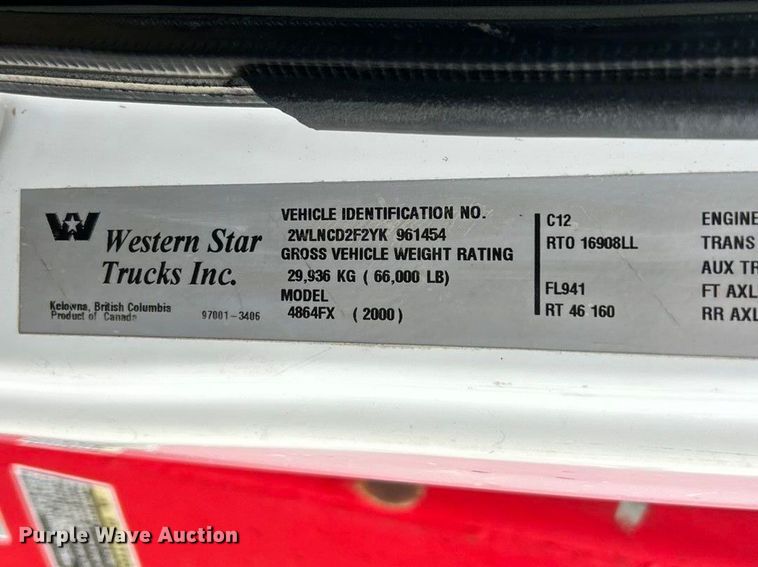 Western Star
Trucks Inc.
Kelowna, British Columbia
Product of Canada
97001-3406
VEHICLE IDENTIFICATION NO.
2WLNCD2F2YK 961454
GROSS VEHICLE WEIGHT RATING
29,936 KG ( 66,000 LB)
MODEL
4864FX ( 2000 )
C12
RTO 16908LL
FL941
RT 46 160
ENGINE
TRANS
AUX TR
FT AXL
RR AXL
Purple Wave Auction